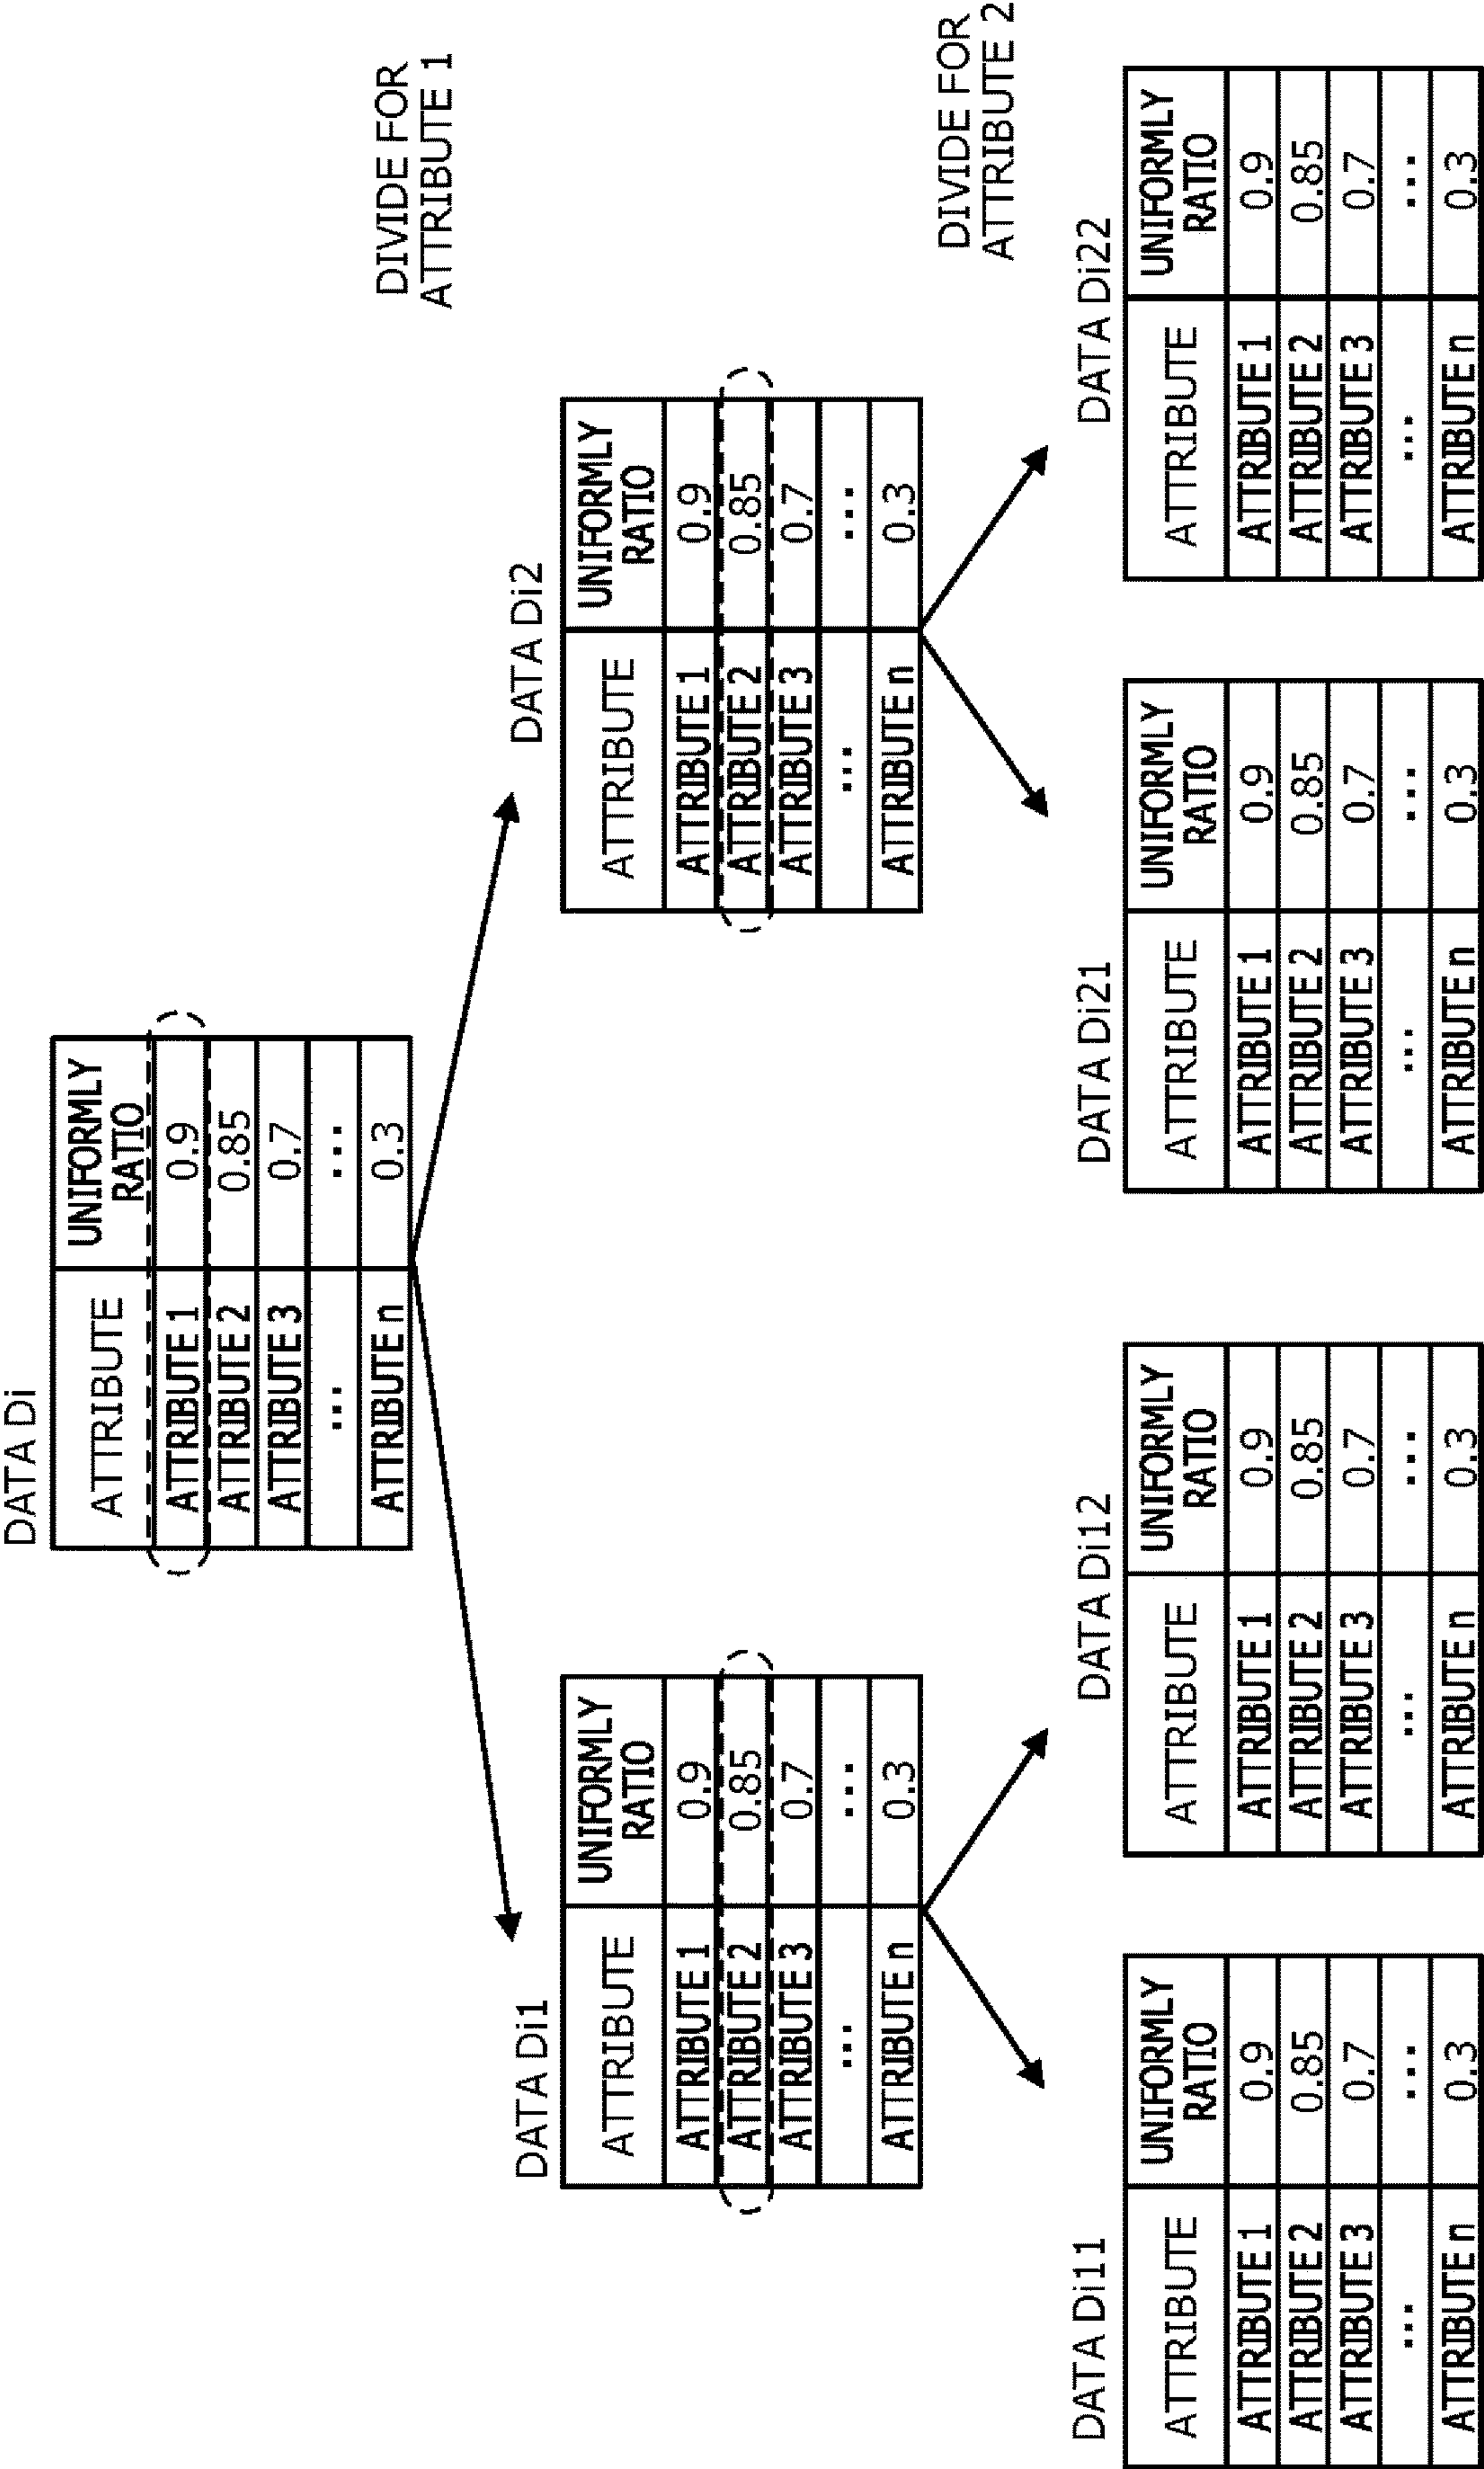 DATA Di
ATTRIBUTE
UNIFORMLY
RATIO
ATTRIBUTE 1
0.9
ATTRIBUTE 2
0.85
ATTRIBUTE 3
0.7
...
...
ATTRIBUTE n
0.3
DIVIDE FOR
ATTRIBUTE 1
DATA Di1
ATTRIBUTE
UNIFORMLY
RATIO
ATTRIBUTE 1
0.9
ATTRIBUTE 2
0.85
ATTRIBUTE 3
0.7
...
...
ATTRIBUTE n
0.3
DATA Di2
ATTRIBUTE
UNIFORMLY
RATIO
ATTRIBUTE 1
0.9
ATTRIBUTE 2
0.85
ATTRIBUTE 3
0.7
...
...
ATTRIBUTE n
0.3
DIVIDE FOR
ATTRIBUTE 2
DATA Di11
ATTRIBUTE
UNIFORMLY
RATIO
ATTRIBUTE 1
0.9
ATTRIBUTE 2
0.85
ATTRIBUTE 3
0.7
...
...
ATTRIBUTE n
0.3
DATA Di12
ATTRIBUTE
UNIFORMLY
RATIO
ATTRIBUTE 1
0.9
ATTRIBUTE 2
0.85
ATTRIBUTE 3
0.7
...
...
ATTRIBUTE n
0.3
DATA Di21
ATTRIBUTE
UNIFORMLY
RATIO
ATTRIBUTE 1
0.9
ATTRIBUTE 2
0.85
ATTRIBUTE 3
0.7
...
...
ATTRIBUTE n
0.3
DATA Di22
ATTRIBUTE
UNIFORMLY
RATIO
ATTRIBUTE 1
0.9
ATTRIBUTE 2
0.85
ATTRIBUTE 3
0.7
...
...
ATTRIBUTE n
0.3